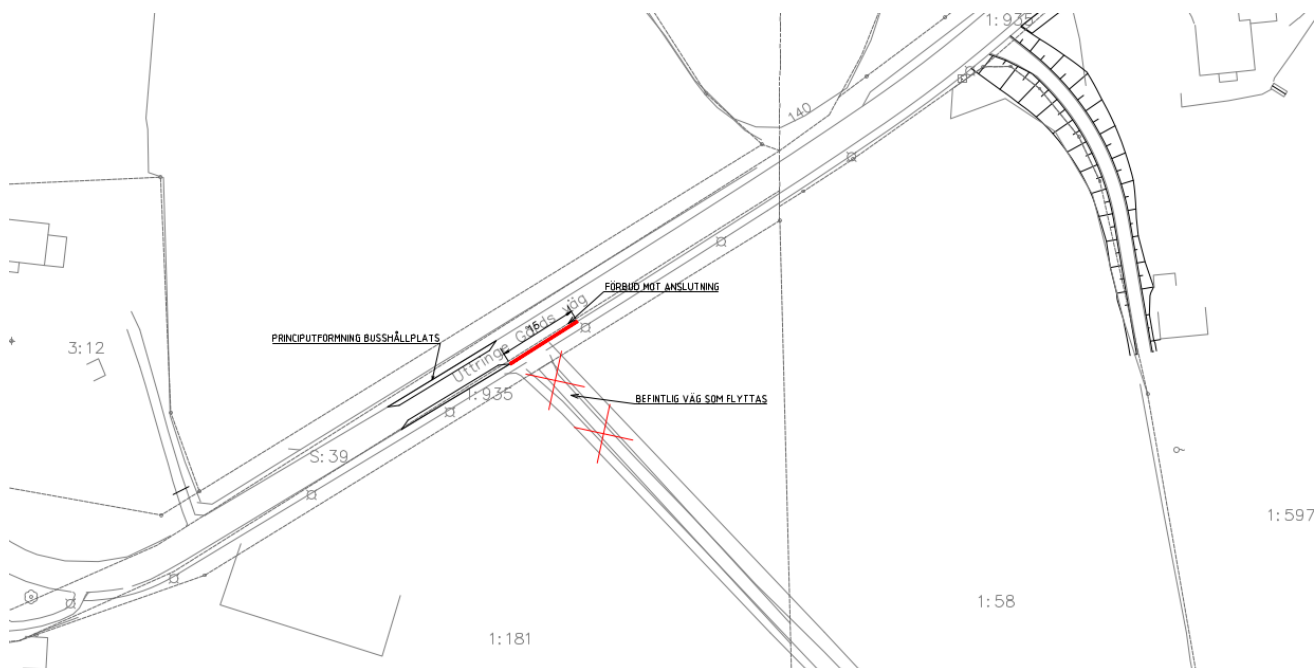 1:935
140
FÖRBUD MOT ANSLUTNING
15
Uttringe Gårds väg
PRINCIPUTFORMNING BUSSHÅLLPLATS
3:12
1:935
BEFINTLIG VÄG SOM FLYTTAS
S:39
1:597
1:58
1:181